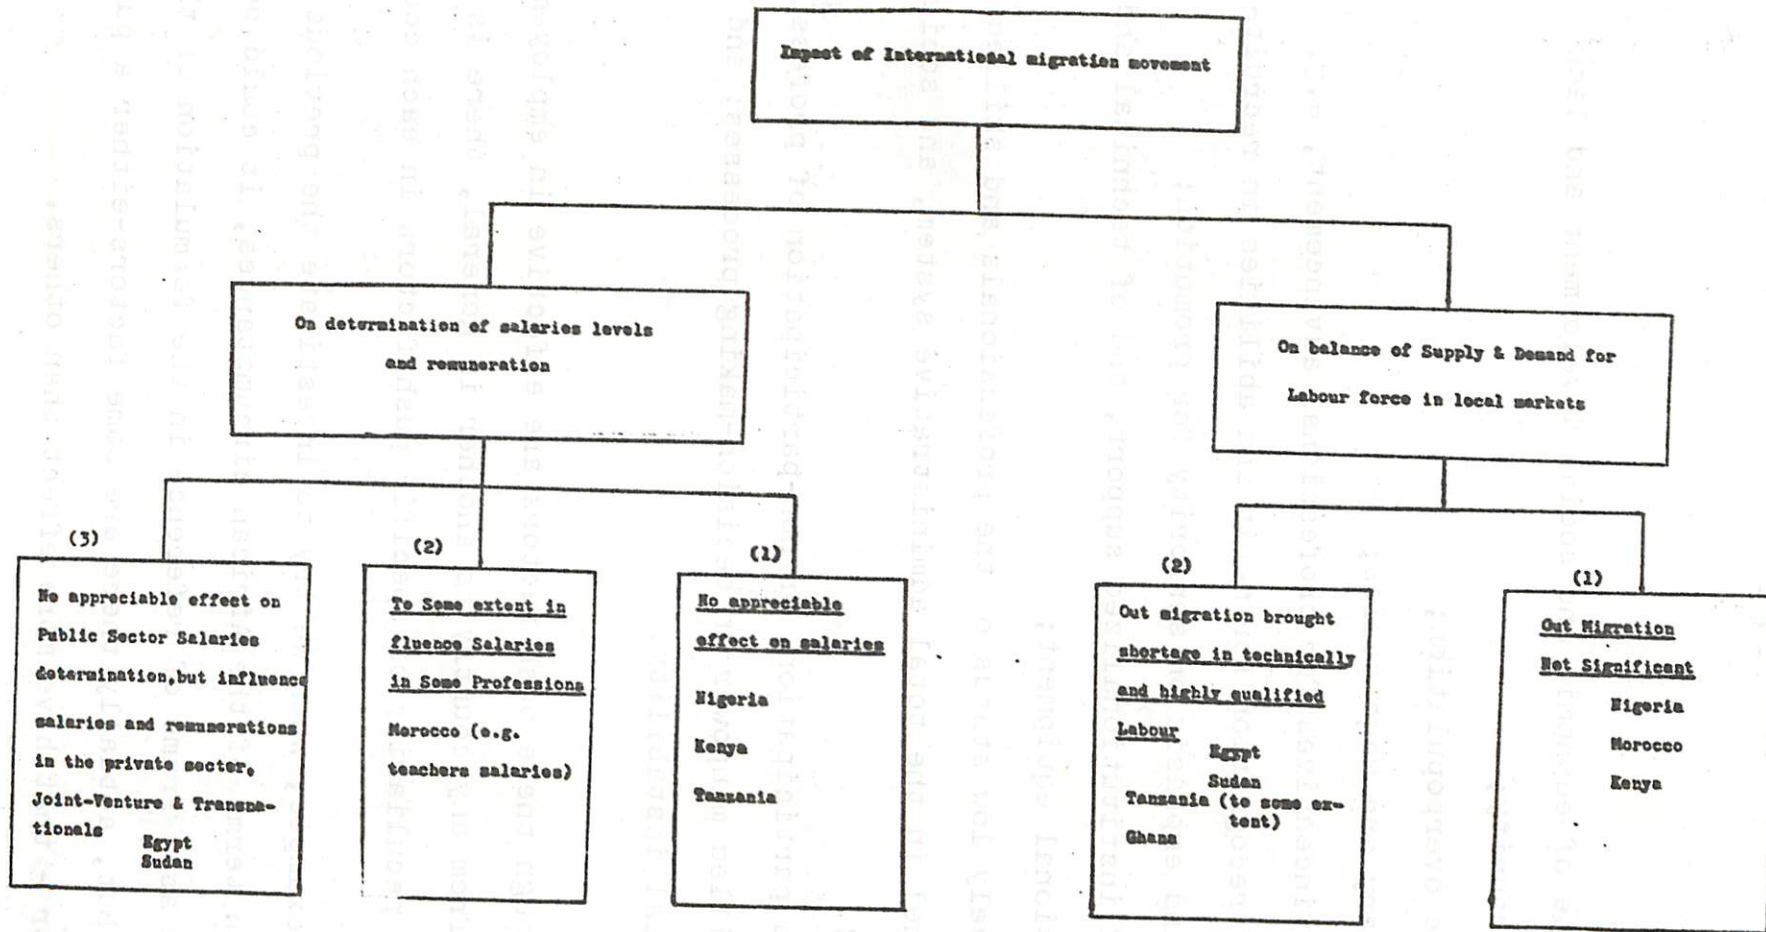 Impact of International migration movement
On determination of salaries levels
and remuneration
On balance of Supply & Demand for
Labour force in local markets
(3)
No appreciable effect on
Public Sector Salaries
determination, but influence
salaries and remunerations
in the private sector,
Joint-Venture & Transna-
tionals
Egypt
Sudan
(2)
To Some extent in
fluence Salaries
in Some Professions
Morocco (e.g.
teachers salaries)
(1)
No appreciable
effect on salaries
Nigeria
Kenya
Tanzania
(2)
Out migration brought
shortage in technically
and highly qualified
Labour
Egypt
Sudan
Tanzania (to some ex-
tent)
Ghana
(1)
Out Migration
Not Significant
Nigeria
Morocco
Kenya